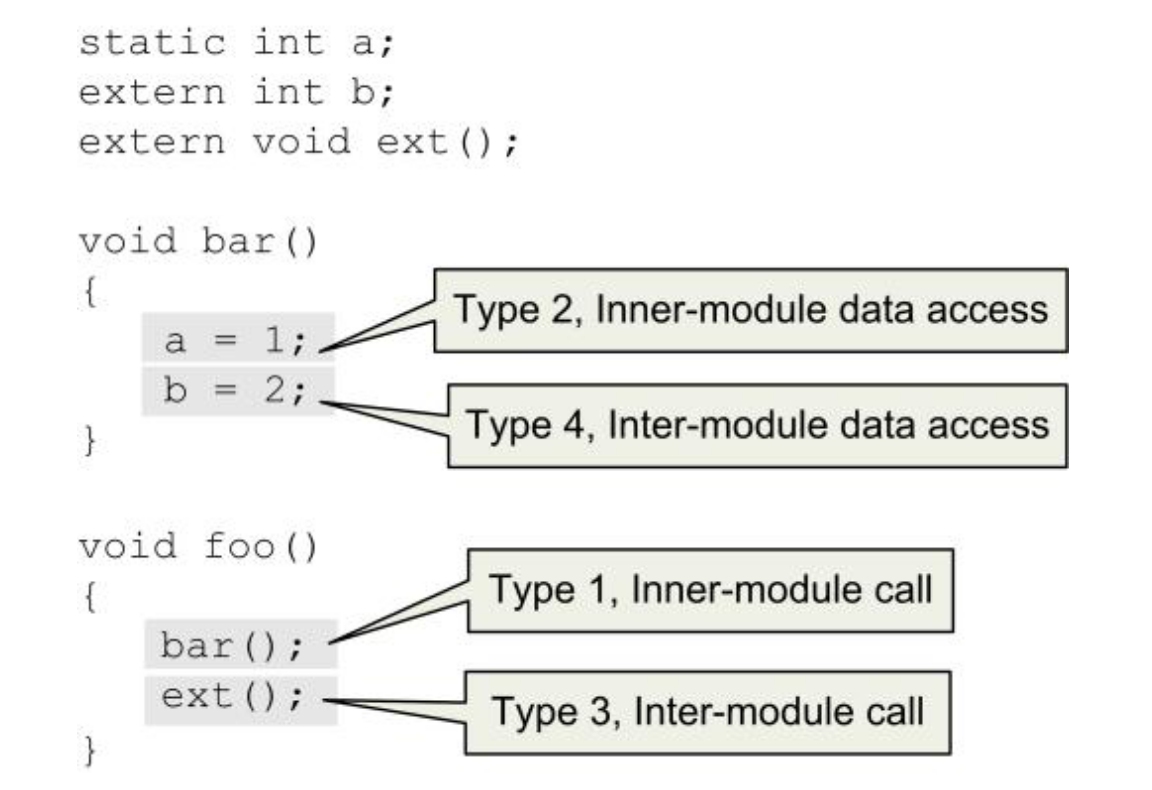 static int a;
extern int b;
extern void ext();
void bar()
{
a = 1;
Type 2, Inner-module data access
b = 2;
Type 4, Inter-module data access
}
void foo()
{
bar();
Type 1, Inner-module call
ext();
Type 3, Inter-module call
}